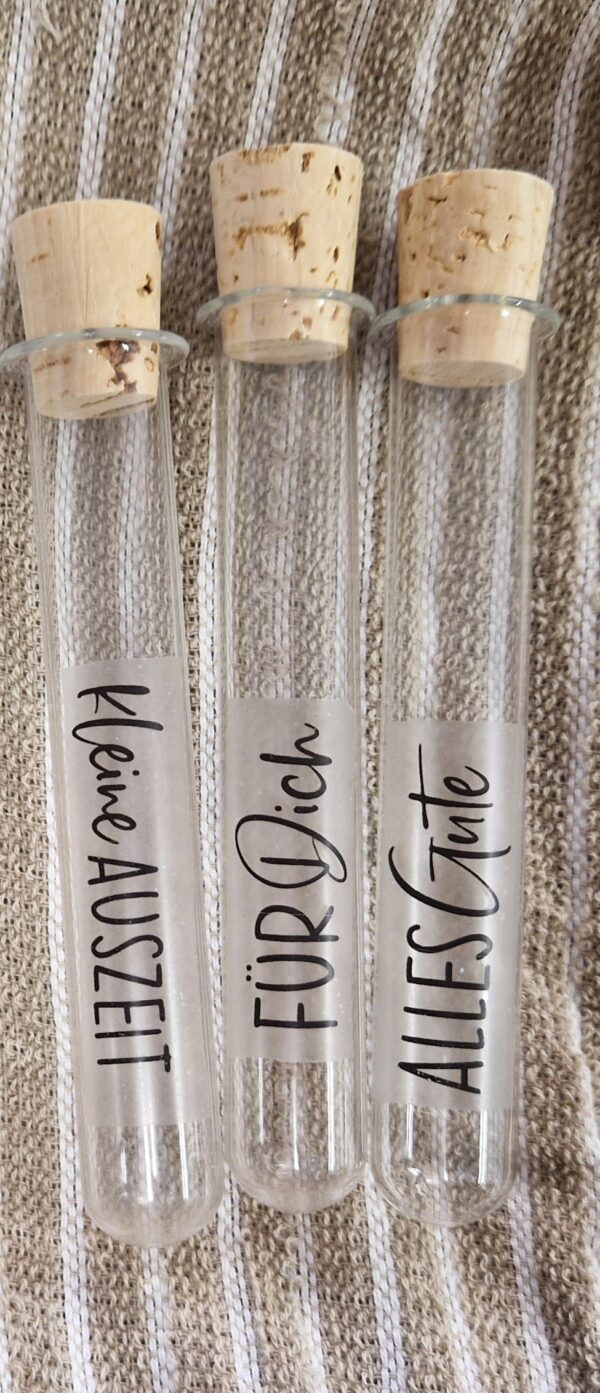 Kleine AUSZEIT
FÜR Dich
ALLES Gute